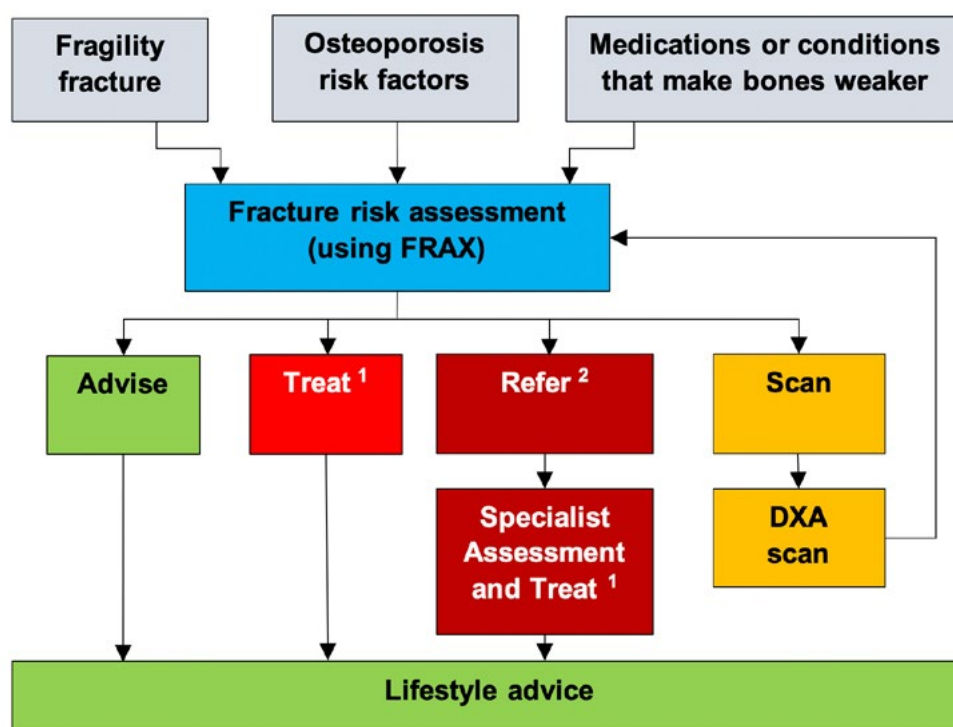 Fragility
fracture
Osteoporosis
risk factors
Medications or conditions
that make bones weaker
Fracture risk assessment
(using FRAX)
Advise
Treat 1
Refer 2
Scan
Specialist
Assessment
and Treat 1
DXA
scan
Lifestyle advice